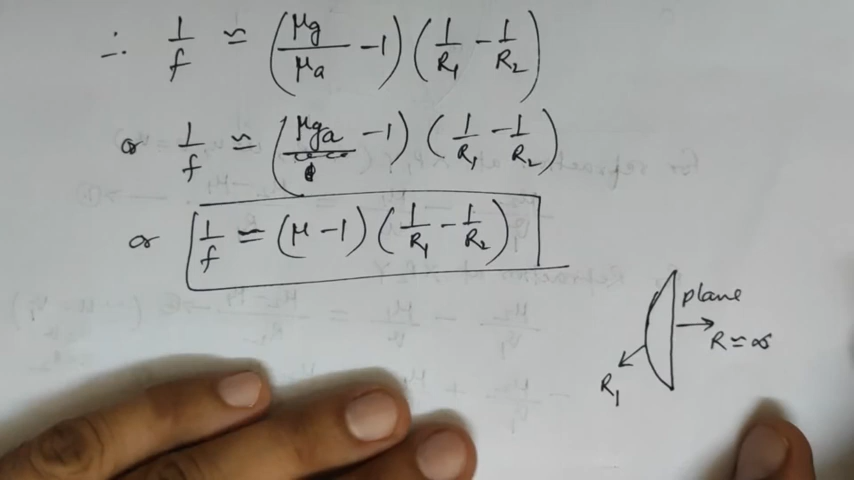 ∴ 1/f ≃ (μg/μa − 1) (1/R₁ − 1/R₂)
or 1/f ≃ (μga − 1) (1/R₁ − 1/R₂)
or 1/f = (μ − 1) (1/R₁ − 1/R₂)
plane
R ≃ ∞
R₁